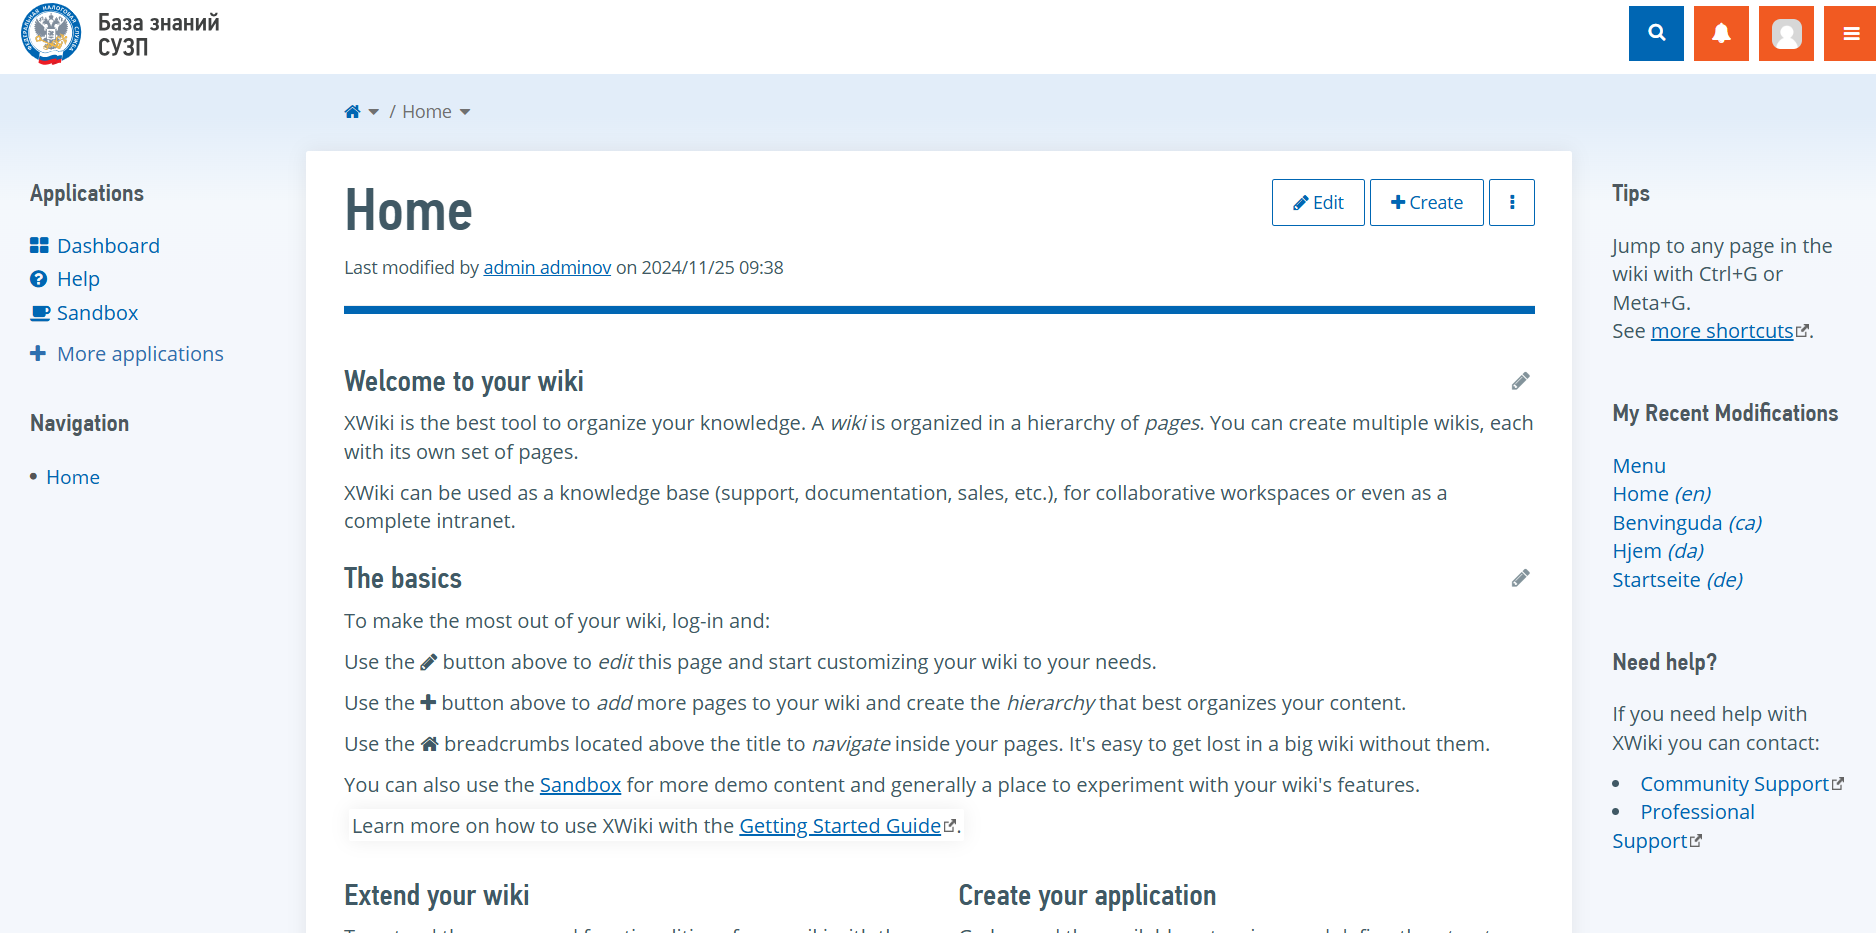 База знаний
СУЗП
/ Home
Applications
Dashboard
Help
Sandbox
More applications
Navigation
• Home
Home
Edit
Create
Last modified by admin adminov on 2024/11/25 09:38
Welcome to your wiki
XWiki is the best tool to organize your knowledge. A wiki is organized in a hierarchy of pages. You can create multiple wikis, each
with its own set of pages.
XWiki can be used as a knowledge base (support, documentation, sales, etc.), for collaborative workspaces or even as a
complete intranet.
The basics
To make the most out of your wiki, log-in and:
Use the button above to edit this page and start customizing your wiki to your needs.
Use the button above to add more pages to your wiki and create the hierarchy that best organizes your content.
Use the breadcrumbs located above the title to navigate inside your pages. It's easy to get lost in a big wiki without them.
You can also use the Sandbox for more demo content and generally a place to experiment with your wiki's features.
Learn more on how to use XWiki with the Getting Started Guide.
Extend your wiki
Create your application
Tips
Jump to any page in the
wiki with Ctrl+G or
Meta+G.
See more shortcuts.
My Recent Modifications
Menu
Home (en)
Benvinguda (ca)
Hjem (da)
Startseite (de)
Need help?
If you need help with
XWiki you can contact:
• Community Support
• Professional
Support